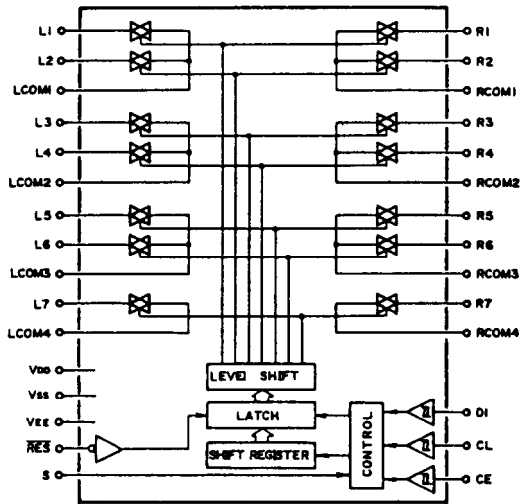 L1 R1
L2 R2
LCOM1 RCOM1
L3 R3
L4 R4
LCOM2 RCOM2
L5 R5
L6 R6
LCOM3 RCOM3
L7 R7
LCOM4 RCOM4
VDD
LEVEL SHIFT
VSS
LATCH
DI
VEE
RES
CONTROL
CL
SHIFT REGISTER
S
CE